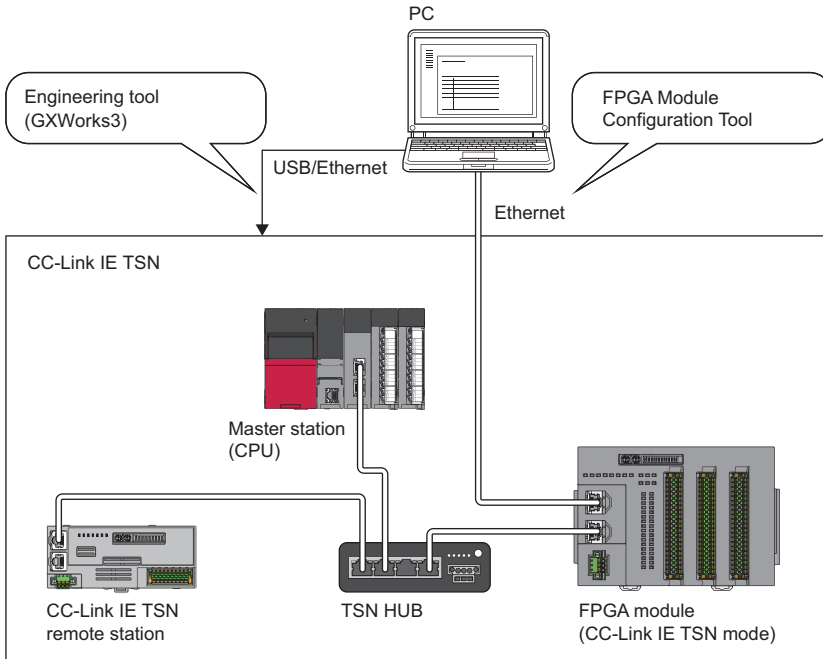 PC
Engineering tool
(GXWorks3)
FPGA Module
Configuration Tool
USB/Ethernet
Ethernet
CC-Link IE TSN
Master station
(CPU)
CC-Link IE TSN
remote station
TSN HUB
FPGA module
(CC-Link IE TSN mode)